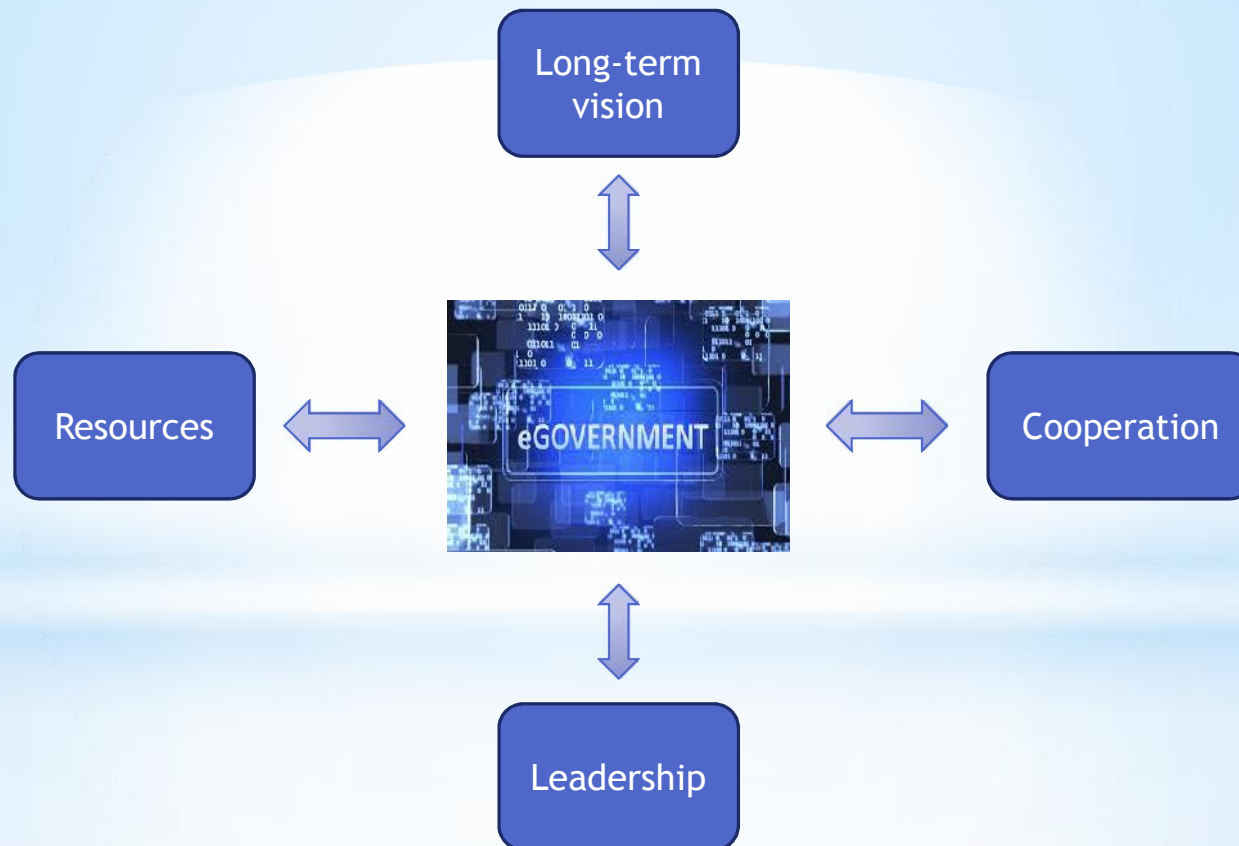 Long-term
vision
Resources
eGOVERNMENT
Cooperation
Leadership